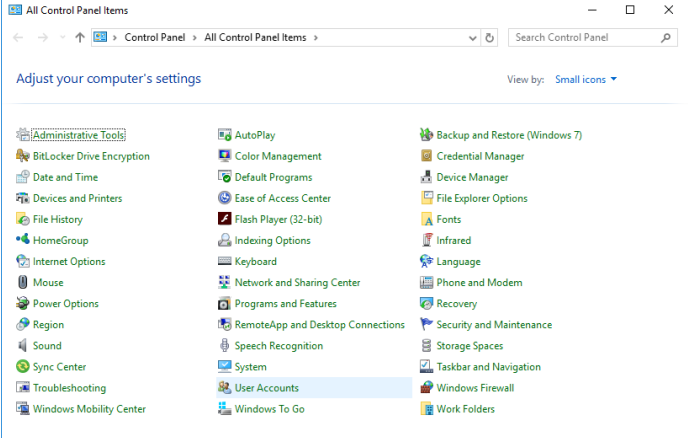 All Control Panel Items
Control Panel > All Control Panel Items >
Search Control Panel
Adjust your computer's settings
View by: Small icons
Administrative Tools
AutoPlay
Backup and Restore (Windows 7)
BitLocker Drive Encryption
Color Management
Credential Manager
Date and Time
Default Programs
Device Manager
Devices and Printers
Ease of Access Center
File Explorer Options
File History
Flash Player (32-bit)
Fonts
HomeGroup
Indexing Options
Infrared
Internet Options
Keyboard
Language
Mouse
Network and Sharing Center
Phone and Modem
Power Options
Programs and Features
Recovery
Region
RemoteApp and Desktop Connections
Security and Maintenance
Sound
Speech Recognition
Storage Spaces
Sync Center
System
Taskbar and Navigation
Troubleshooting
User Accounts
Windows Firewall
Windows Mobility Center
Windows To Go
Work Folders